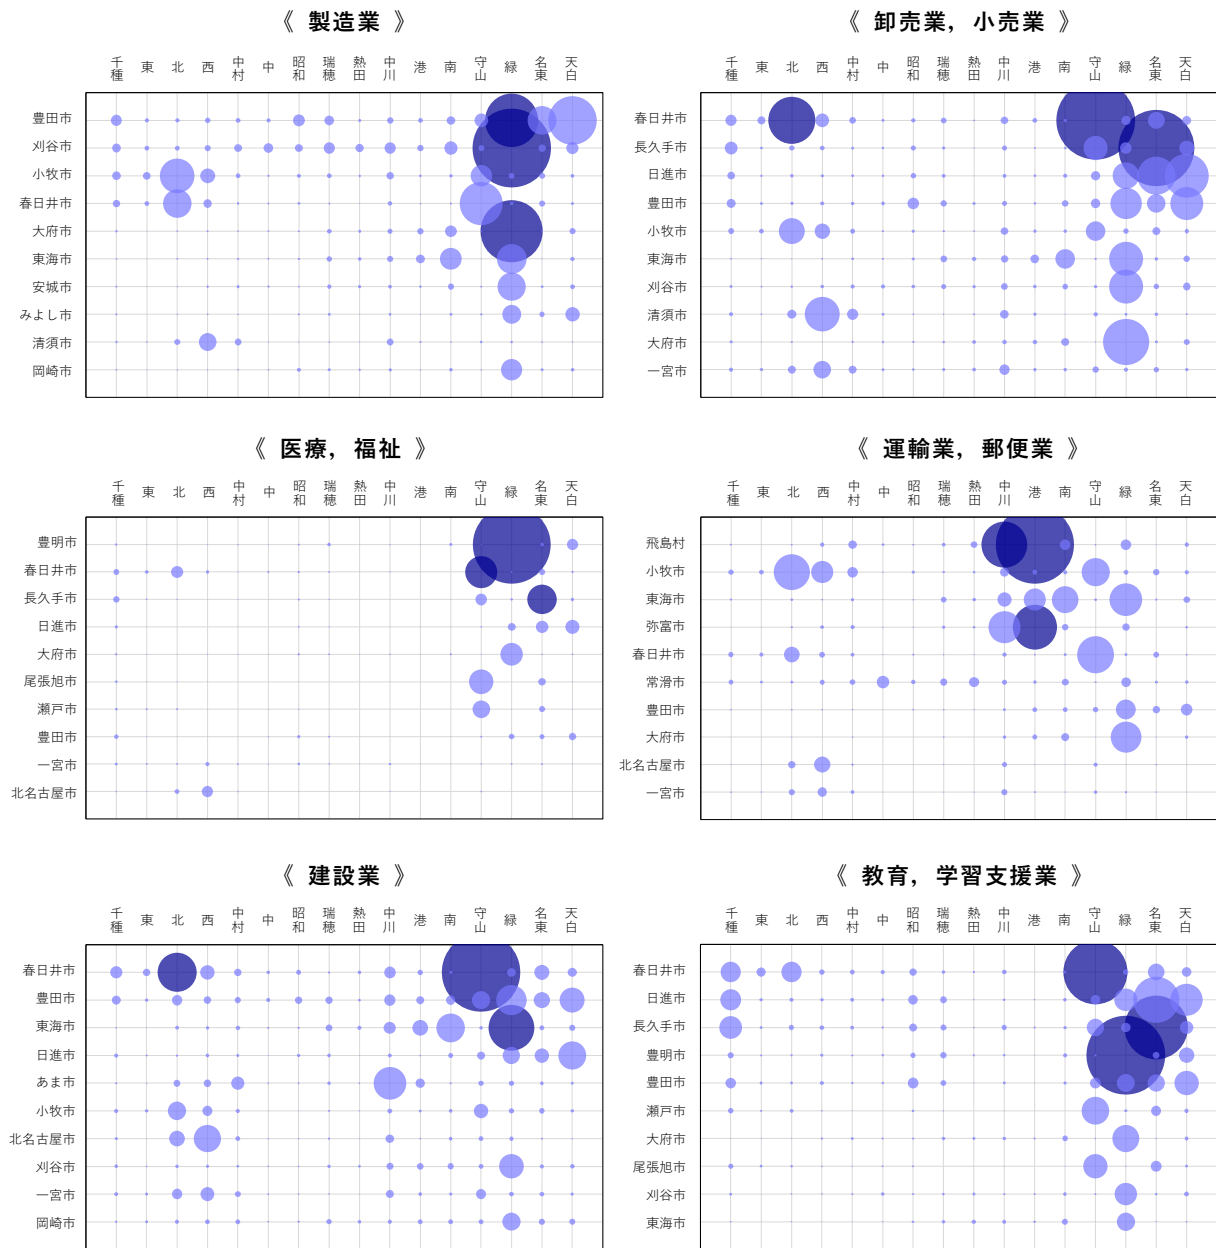 《 製造業 》
千種 東 北 西 中村 中 昭和 瑞穂 熱田 中川 港 南 守山 緑 名東 天白
豊田市
刈谷市
小牧市
春日井市
大府市
東海市
安城市
みよし市
清須市
岡崎市
《 卸売業，小売業 》
千種 東 北 西 中村 中 昭和 瑞穂 熱田 中川 港 南 守山 緑 名東 天白
春日井市
長久手市
日進市
豊田市
小牧市
東海市
刈谷市
清須市
大府市
一宮市
《 医療，福祉 》
千種 東 北 西 中村 中 昭和 瑞穂 熱田 中川 港 南 守山 緑 名東 天白
豊明市
春日井市
長久手市
日進市
大府市
尾張旭市
瀬戸市
豊田市
一宮市
北名古屋市
《 運輸業，郵便業 》
千種 東 北 西 中村 中 昭和 瑞穂 熱田 中川 港 南 守山 緑 名東 天白
飛島村
小牧市
東海市
弥富市
春日井市
常滑市
豊田市
大府市
北名古屋市
一宮市
《 建設業 》
千種 東 北 西 中村 中 昭和 瑞穂 熱田 中川 港 南 守山 緑 名東 天白
春日井市
豊田市
東海市
日進市
あま市
小牧市
北名古屋市
刈谷市
一宮市
岡崎市
《 教育，学習支援業 》
千種 東 北 西 中村 中 昭和 瑞穂 熱田 中川 港 南 守山 緑 名東 天白
春日井市
日進市
長久手市
豊明市
豊田市
瀬戸市
大府市
尾張旭市
刈谷市
東海市